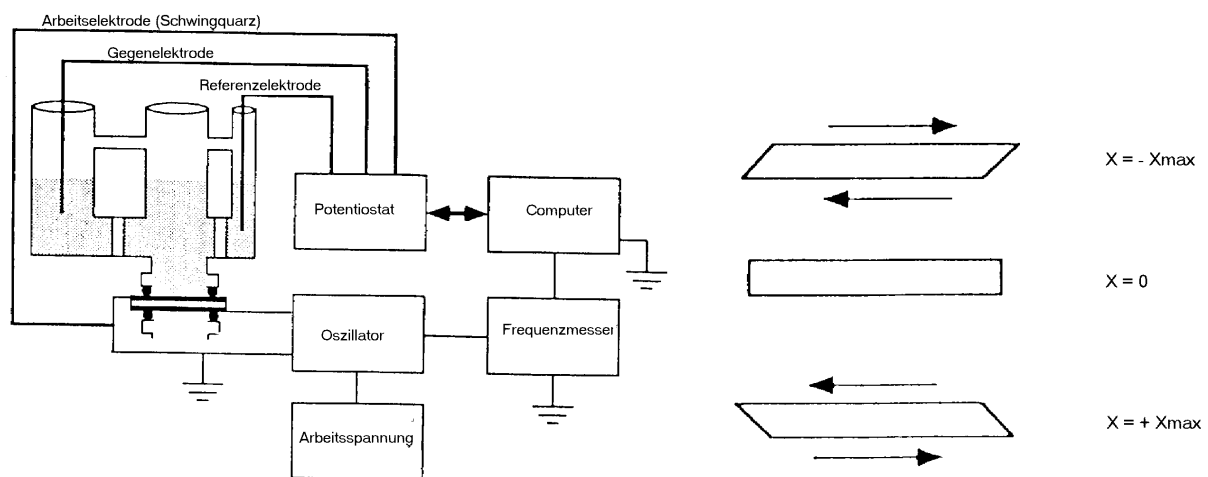 Arbeitselektrode (Schwingquarz)
Gegenelektrode
Referenzelektrode
Potentiostat
Computer
Oszillator
Frequenzmesser
Arbeitsspannung
X = - Xmax
X = 0
X = + Xmax